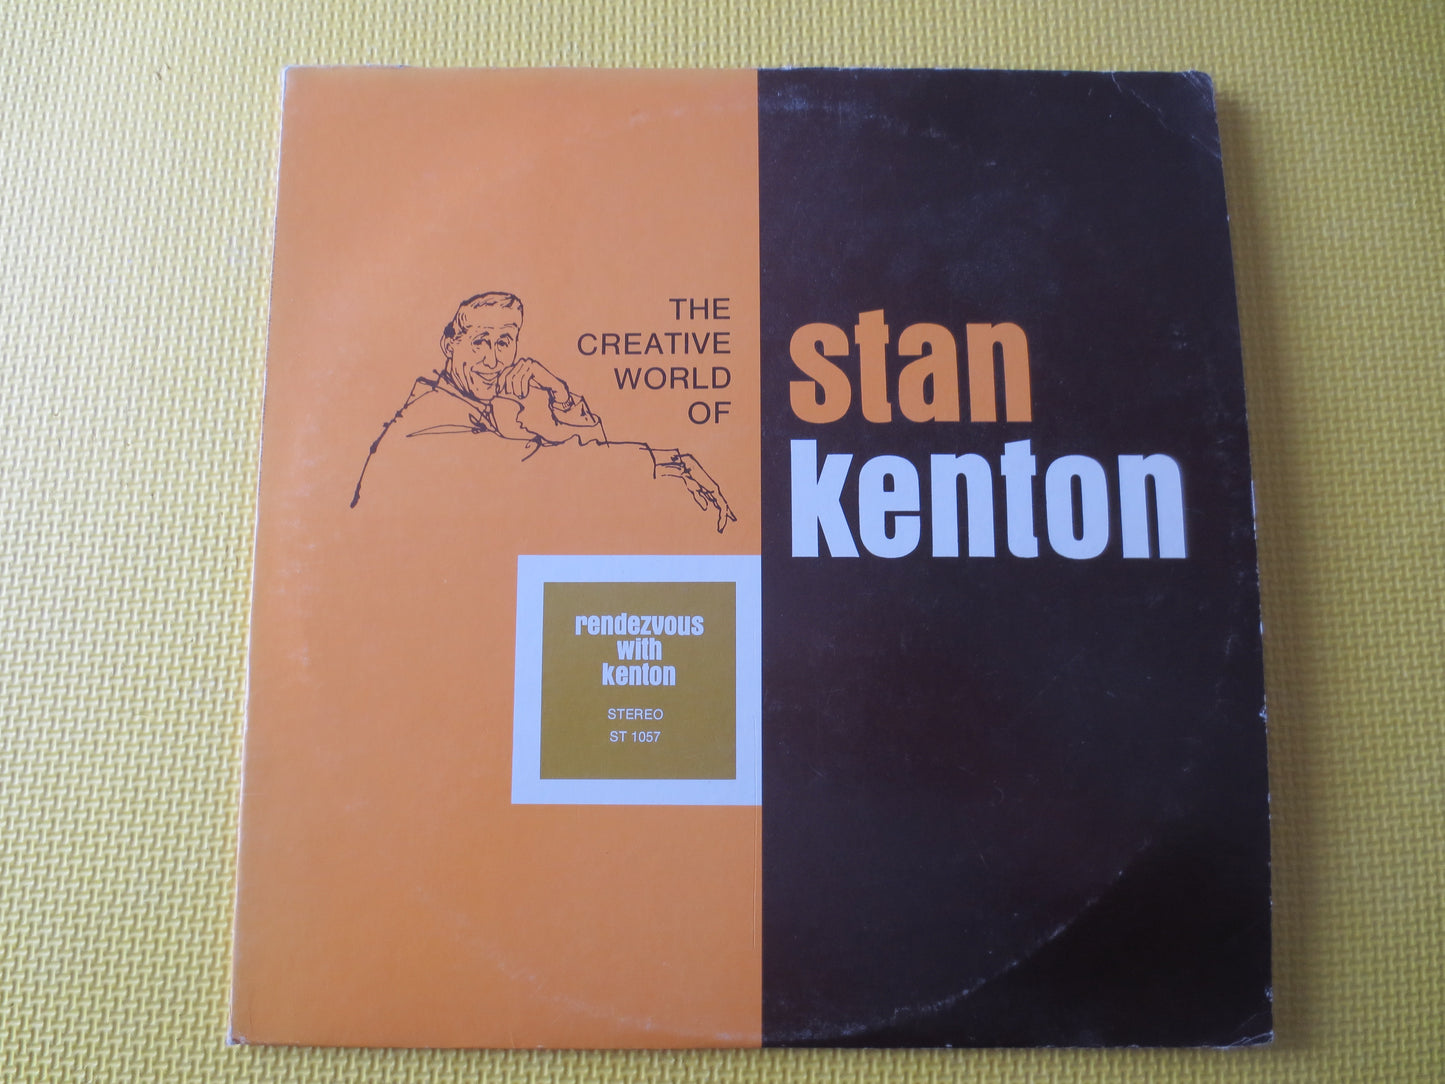 THE
CREATIVE
WORLD
OF
stan
kenton
rendezvous
with
kenton
STEREO
ST 1057